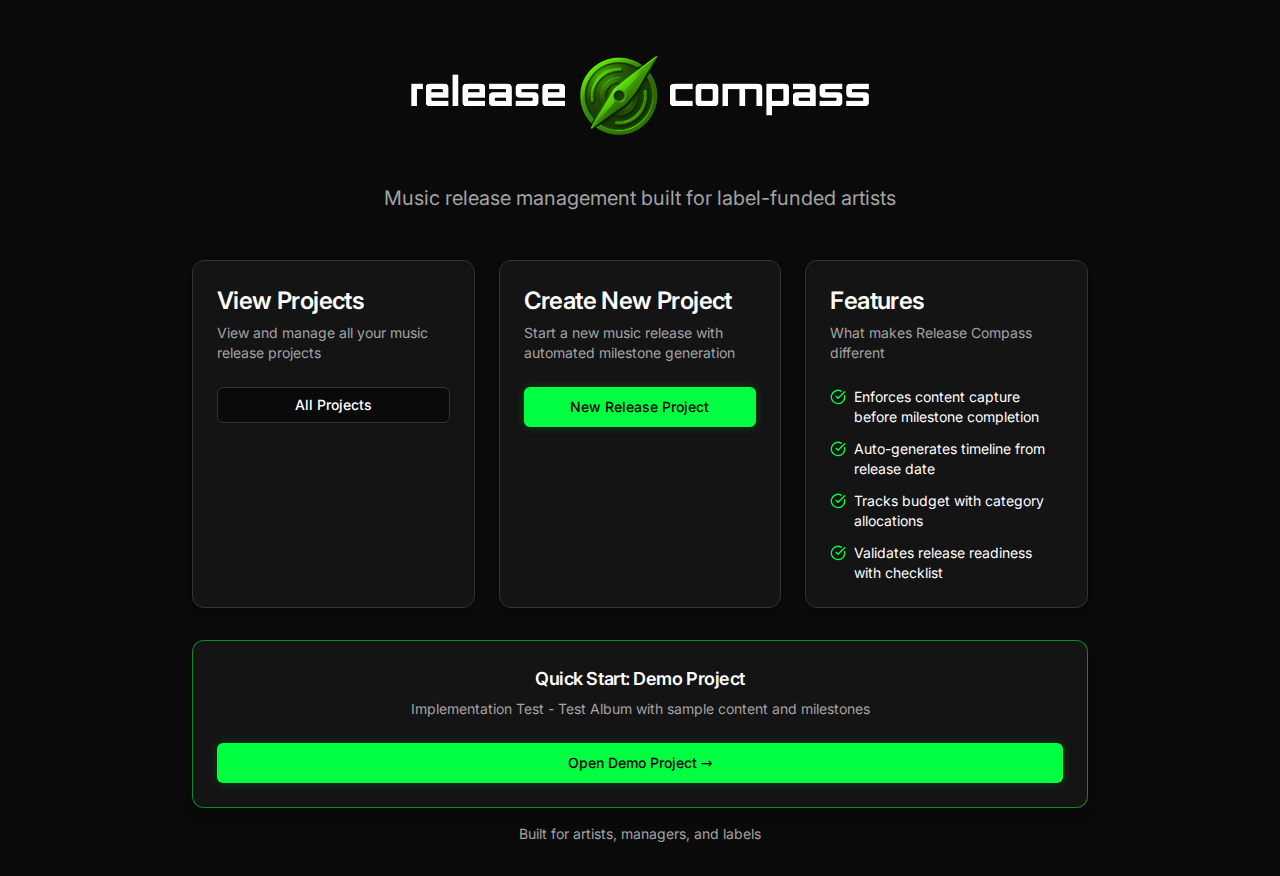 release compass
Music release management built for label-funded artists
View Projects
View and manage all your music
release projects
All Projects
Create New Project
Start a new music release with
automated milestone generation
New Release Project
Features
What makes Release Compass
different
Enforces content capture
before milestone completion
Auto-generates timeline from
release date
Tracks budget with category
allocations
Validates release readiness
with checklist
Quick Start: Demo Project
Implementation Test - Test Album with sample content and milestones
Open Demo Project →
Built for artists, managers, and labels